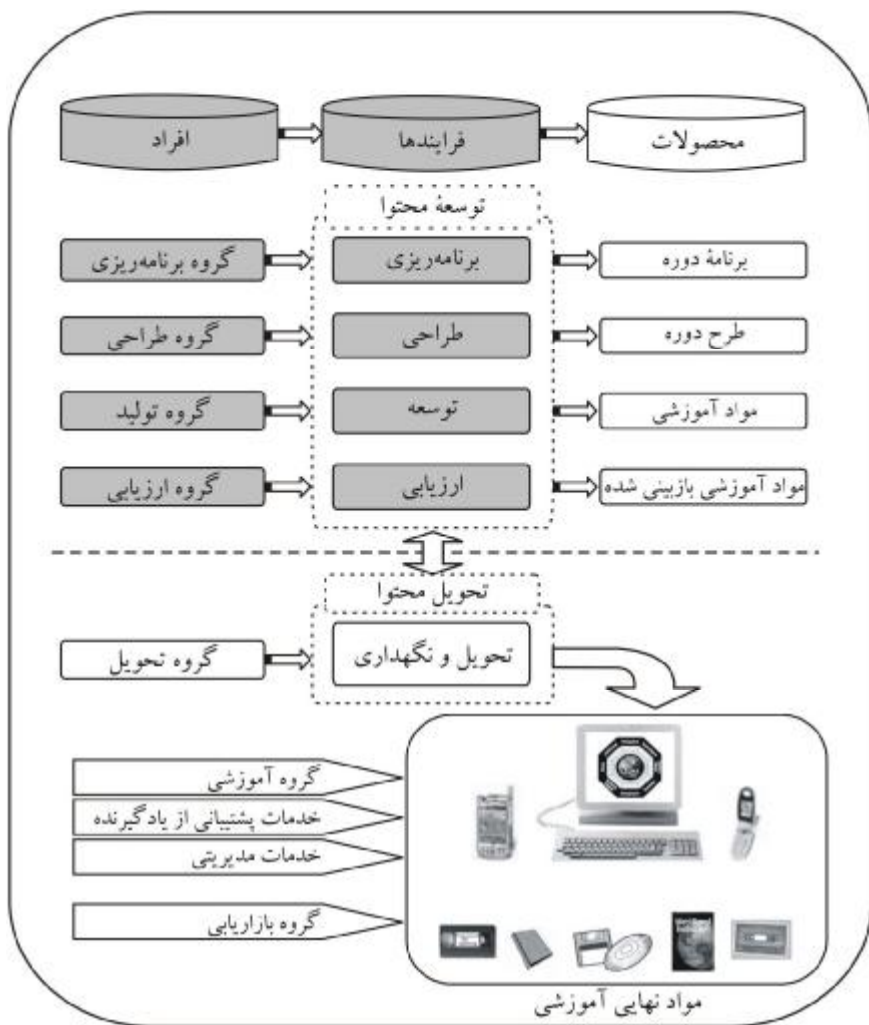 افراد
فرایندها
محصولات
توسعهٔ محتوا
گروه برنامه‌ریزی
برنامه‌ریزی
برنامهٔ دوره
گروه طراحی
طراحی
طرح دوره
گروه تولید
توسعه
مواد آموزشی
گروه ارزیابی
ارزیابی
مواد آموزشی بازبینی شده
تحویل محتوا
گروه تحویل
تحویل و نگهداری
گروه آموزشی
خدمات پشتیبانی از یادگیرنده
خدمات مدیریتی
گروه بازاریابی
مواد نهایی آموزشی